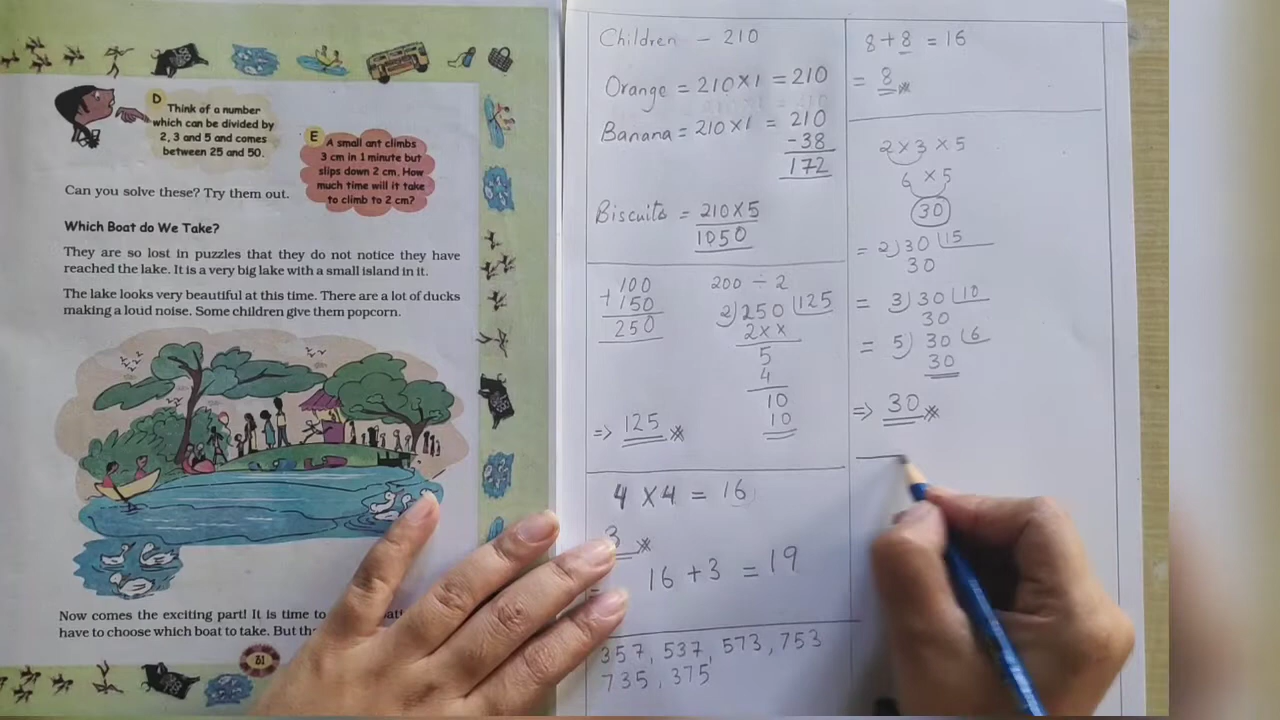 D
Think of a number
which can be divided by
2, 3 and 5 and comes
between 25 and 50.
E
A small ant climbs
3 cm in 1 minute but
slips down 2 cm. How
much time will it take
to climb to 2 cm?
Can you solve these? Try them out.
Which Boat do We Take?
They are so lost in puzzles that they do not notice they have
reached the lake. It is a very big lake with a small island in it.
The lake looks very beautiful at this time. There are a lot of ducks
making a loud noise. Some children give them popcorn.
Now comes the exciting part! It is time to
have to choose which boat to take. But
31
Children - 210
Orange = 210 × 1 = 210
Banana = 210 × 1 = 210
-38
172
Biscuits = 210 × 5
1050
100
+ 150
250
200 ÷ 2
2) 250 (125
2××
5
4
10
10
=> 125 ※
4 × 4 = 16
3 ※
16 + 3 = 19
357, 537, 573, 753
735, 375
8 + 8 = 16
= 8 ※
2 × 3 × 5
6 × 5
30
= 2) 30 (15
30
= 3) 30 (10
30
= 5) 30 (6
30
=> 30 ※